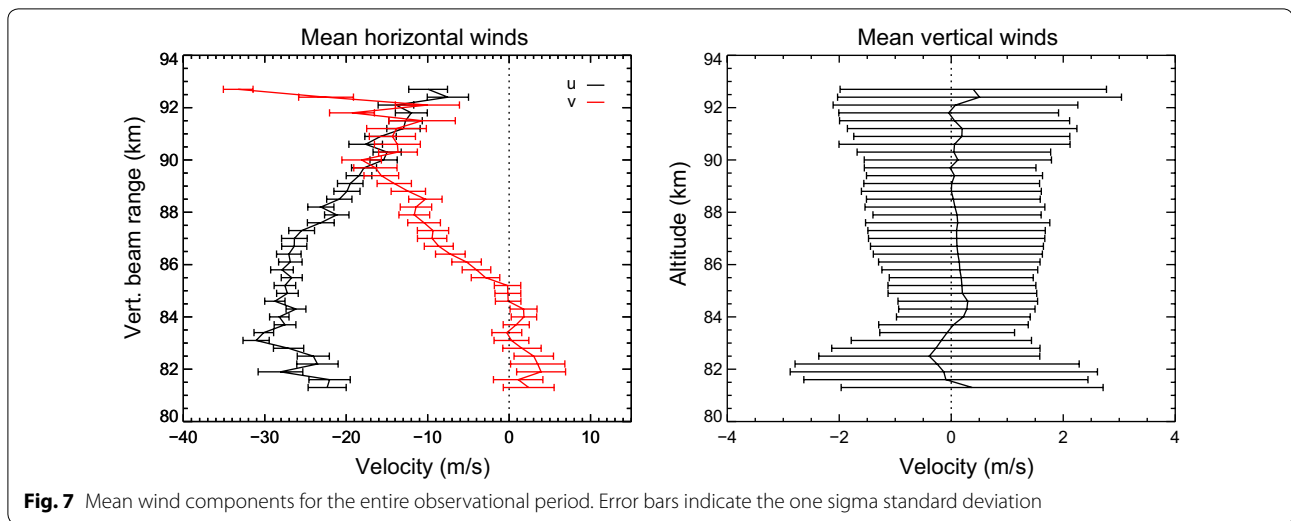 Mean horizontal winds
94
92
90
88
86
84
82
80
Vert. beam range (km)
u
v
−40 −30 −20 −10 0 10
Velocity (m/s)
Mean vertical winds
94
92
90
88
86
84
82
80
Altitude (km)
−4 −2 0 2 4
Velocity (m/s)
Fig. 7 Mean wind components for the entire observational period. Error bars indicate the one sigma standard deviation